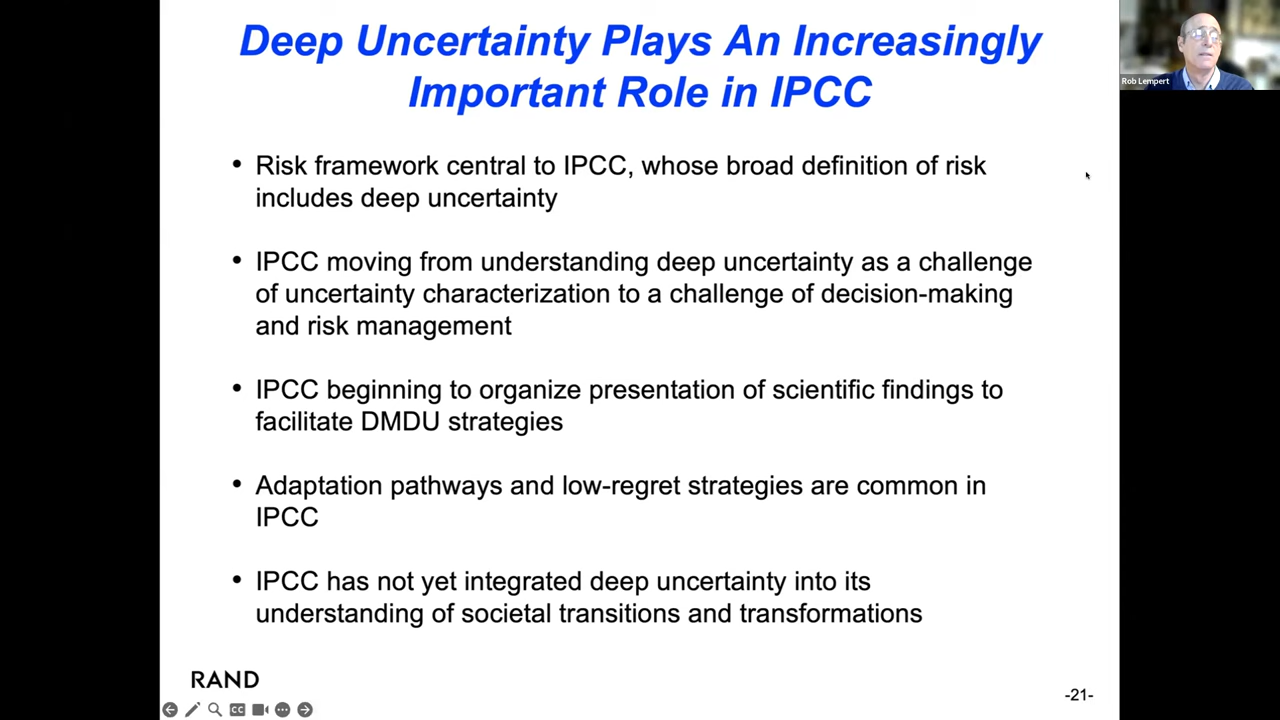 Deep Uncertainty Plays An Increasingly
Important Role in IPCC
Rob Lempert
• Risk framework central to IPCC, whose broad definition of risk
includes deep uncertainty
• IPCC moving from understanding deep uncertainty as a challenge
of uncertainty characterization to a challenge of decision-making
and risk management
• IPCC beginning to organize presentation of scientific findings to
facilitate DMDU strategies
• Adaptation pathways and low-regret strategies are common in
IPCC
• IPCC has not yet integrated deep uncertainty into its
understanding of societal transitions and transformations
RAND
-21-
CC